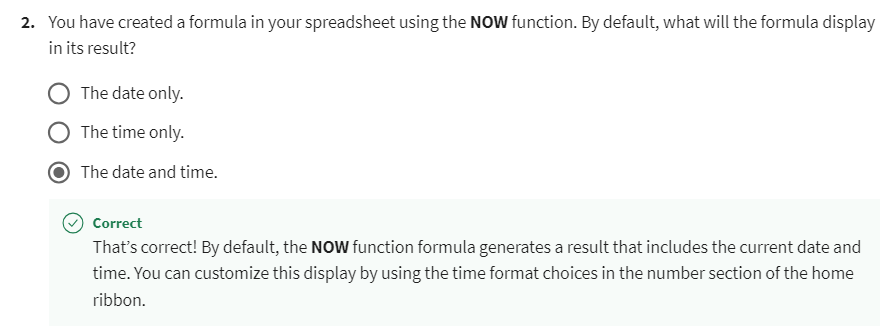 2. You have created a formula in your spreadsheet using the NOW function. By default, what will the formula display
in its result?
The date only.
The time only.
The date and time.
Correct
That's correct! By default, the NOW function formula generates a result that includes the current date and
time. You can customize this display by using the time format choices in the number section of the home
ribbon.